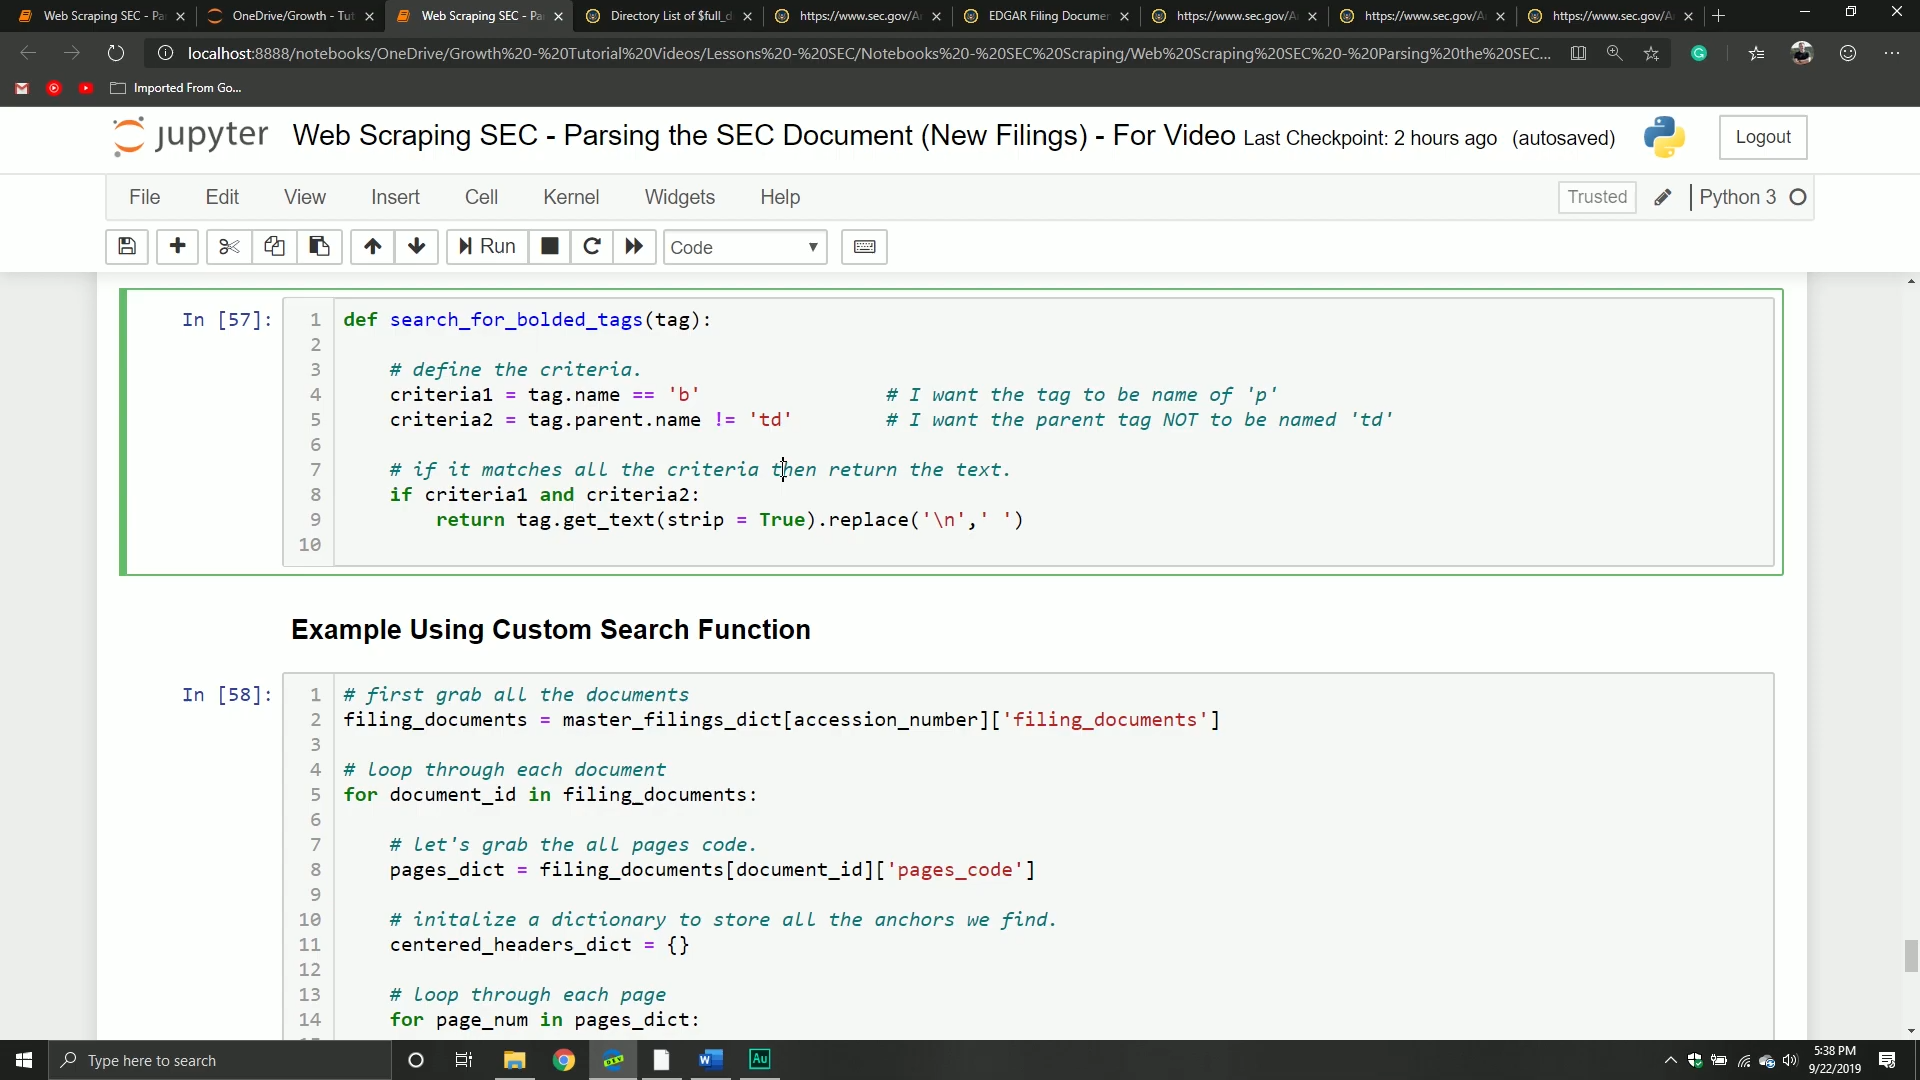 Web Scraping SEC - Pa
OneDrive/Growth - Tut
Web Scraping SEC - Pa
Directory List of $full_d
https://www.sec.gov/A
EDGAR Filing Documen
https://www.sec.gov/A
https://www.sec.gov/A
https://www.sec.gov/A
localhost:8888/notebooks/OneDrive/Growth%20-%20Tutorial%20Videos/Lessons%20-%20SEC/Notebooks%20-%20SEC%20Scraping/Web%20Scraping%20SEC%20-%20Parsing%20the%20SEC...
Imported From Go...
jupyter Web Scraping SEC - Parsing the SEC Document (New Filings) - For Video Last Checkpoint: 2 hours ago (autosaved)
Logout
File Edit View Insert Cell Kernel Widgets Help Trusted Python 3
Run Code
In [57]:
1 def search_for_bolded_tags(tag):
2
3 # define the criteria.
4 criteria1 = tag.name == 'b' # I want the tag to be name of 'p'
5 criteria2 = tag.parent.name != 'td' # I want the parent tag NOT to be named 'td'
6
7 # if it matches all the criteria then return the text.
8 if criteria1 and criteria2:
9 return tag.get_text(strip = True).replace('\n',' ')
10
Example Using Custom Search Function
In [58]:
1 # first grab all the documents
2 filing_documents = master_filings_dict[accession_number]['filing_documents']
3
4 # loop through each document
5 for document_id in filing_documents:
6
7 # let's grab the all pages code.
8 pages_dict = filing_documents[document_id]['pages_code']
9
10 # initalize a dictionary to store all the anchors we find.
11 centered_headers_dict = {}
12
13 # loop through each page
14 for page_num in pages_dict:
Type here to search
DEV
Au
5:38 PM
9/22/2019